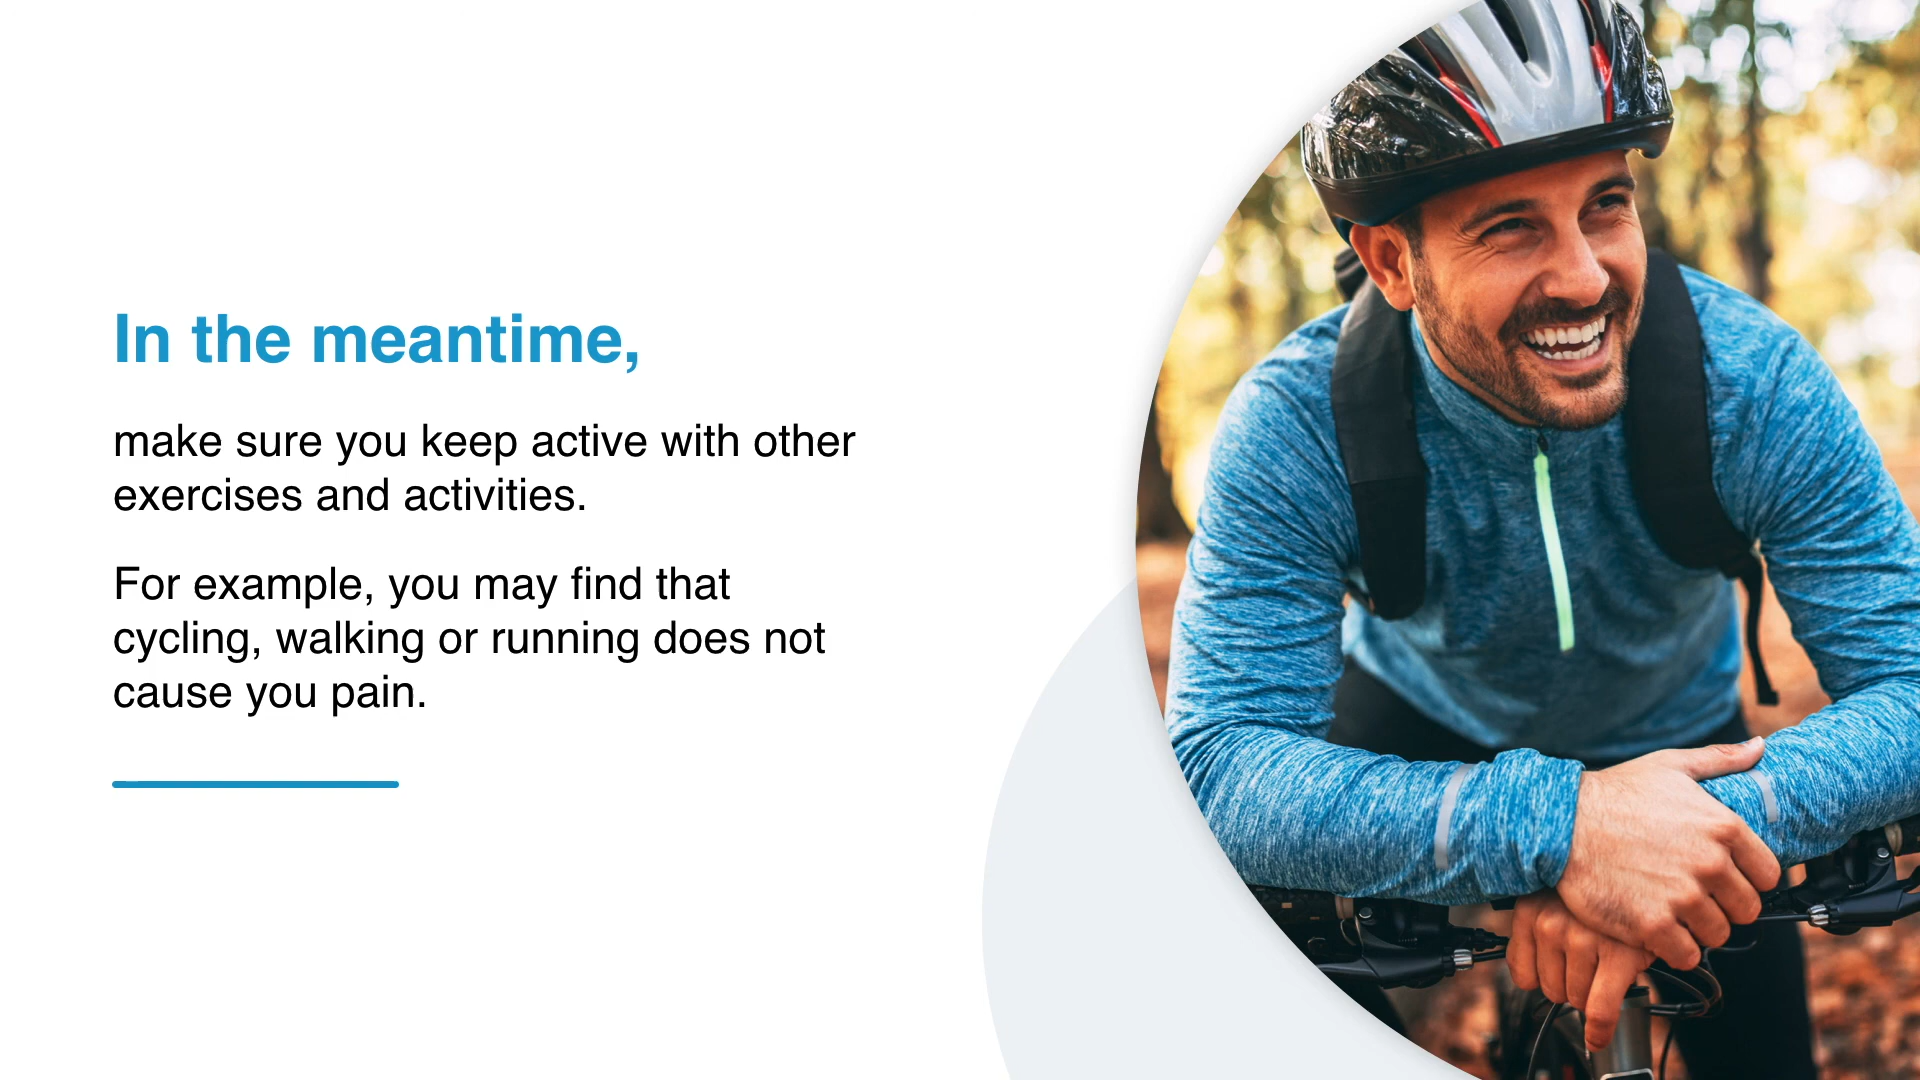 In the meantime,
make sure you keep active with other
exercises and activities.
For example, you may find that
cycling, walking or running does not
cause you pain.